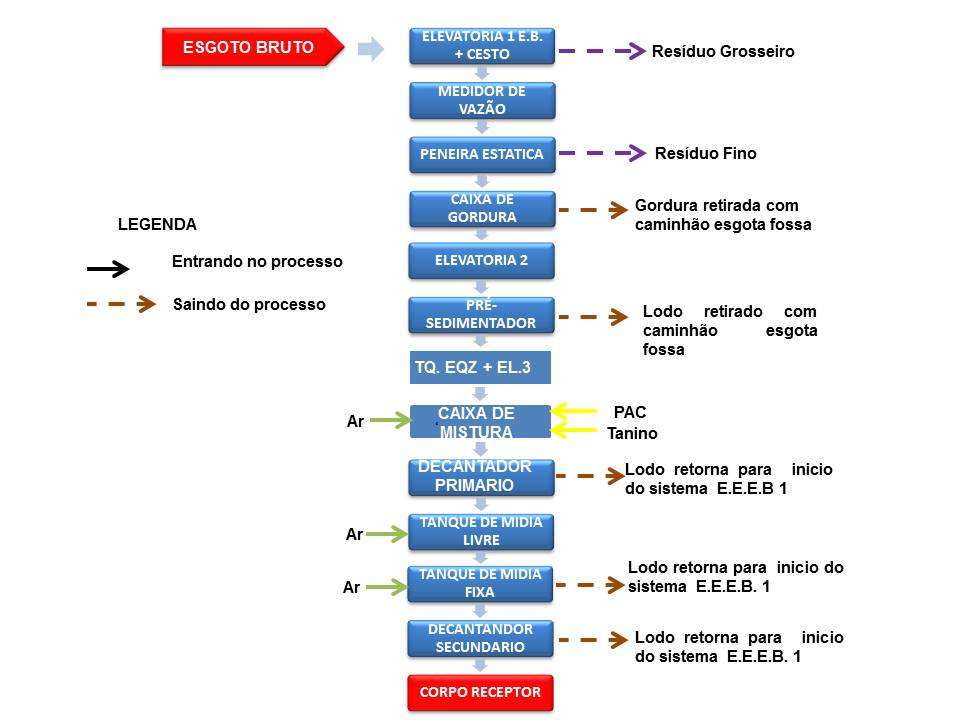 ESGOTO BRUTO
ELEVATORIA 1 E.B.
+ CESTO
Resíduo Grosseiro
MEDIDOR DE
VAZÃO
PENEIRA ESTATICA
Resíduo Fino
CAIXA DE
GORDURA
Gordura retirada com
caminhão esgota fossa
LEGENDA
Entrando no processo
Saindo do processo
ELEVATORIA 2
PRÉ-
SEDIMENTADOR
Lodo retirado com
caminhão esgota
fossa
TQ. EQZ + EL.3
Ar
CAIXA DE
MISTURA
PAC
Tanino
DECANTADOR
PRIMARIO
Lodo retorna para inicio
do sistema E.E.E.B 1
Ar
TANQUE DE MIDIA
LIVRE
Ar
TANQUE DE MIDIA
FIXA
Lodo retorna para inicio do
sistema E.E.E.B. 1
DECANTANDOR
SECUNDARIO
Lodo retorna para inicio
do sistema E.E.E.B. 1
CORPO RECEPTOR